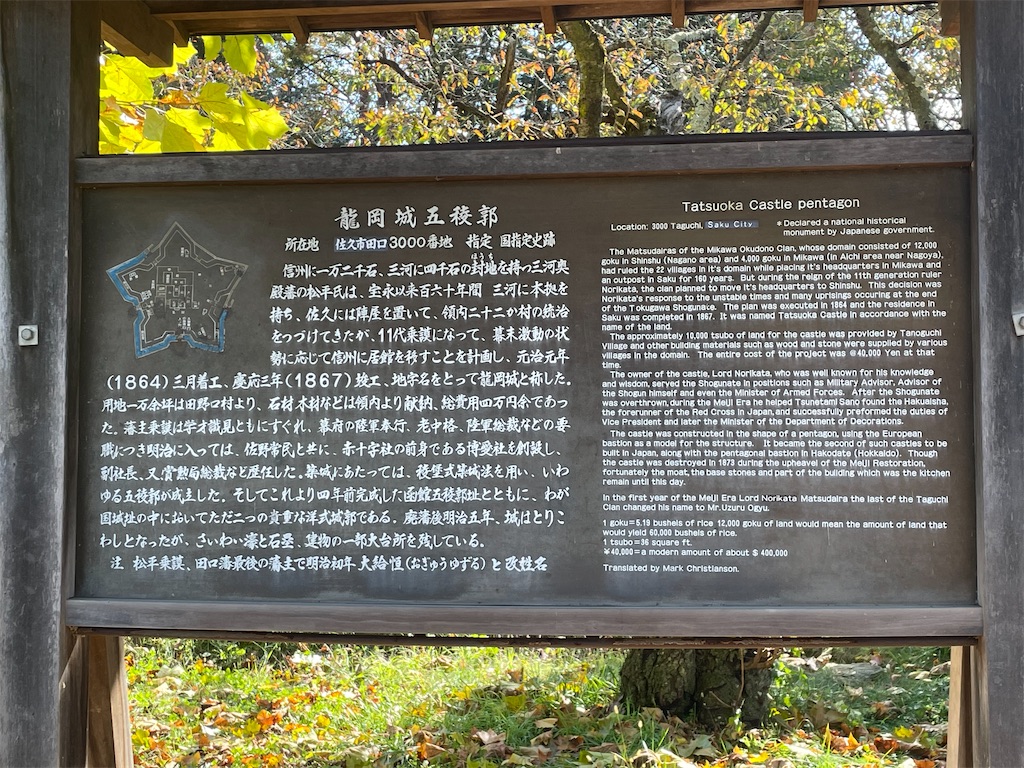 龍岡城五稜郭
所在地 佐久市田口3000番地 指定 国指定史跡
ほうち
信州に一万二千石、三河に四千石の封地を持つ三河奥
殿藩の松平氏は、宝永以来百六十年間 三河に本拠を
持ち、佐久には陣屋を置いて、領内二十二か村の統治
をつづけてきたが、11代乗謨になって、幕末激動の状
勢に応じて信州に居館を移すことを計画し、元治元年
(1864)三月着工、慶応三年(1867)竣工、地字名をとって龍岡城と称した。
用地一万余坪は田野口村より、石材木材などは領内より献納、総費用四万両余であっ
た。藩主乗謨は学才識見ともにすぐれ、幕府の陸軍奉行、老中格、陸軍総裁などの要
職につき明治に入っては、佐野常民と共に、赤十字社の前身である博愛社を創設し、
副社長、又、賞勲局総裁など歴任した。築城にあたっては、稜堡式築城法を用い、いわ
ゆる五稜郭が成立した。そしてこれより四年前完成した函館五稜郭址とともに、わが
国城址の中においてただ二つの貴重な洋式城郭である。廃藩後明治五年、城はとりこ
わしとなったが、さいわい濠と石塁、建物の一部大台所を残している。
注 松平乗謨、田口藩最後の藩主で明治初年 大給恒(おぎゅうゆずる)と改姓名
Tatsuoka Castle pentagon
Location: 3000 Taguchi, Saku City
*Declared a national historical
monument by Japanese government.
The Matsudairas of the Mikawa Okudono Clan, whose domain consisted of 12,000
goku in Shinshu (Nagano area) and 4,000 goku in Mikawa (in Aichi area near Nagoya),
had ruled the 22 villages in it's domain while placing it's headquarters in Mikawa and
an outpost in Saku for 160 years. But during the reign of the 11th generation ruler
Norikata, the clan planned to move it's headquarters to Shinshu. This decision was
Norikata's response to the unstable times and many uprisings occuring at the end
of the Tokugawa Shogunace. The plan was executed in 1864 and the residence in
Saku was completed in 1867. It was named Tatsuoka Castle in accordance with the
name of the land.
The approximately 10,000 tsubo of land for the castle was provided by Tanoguchi
Village and other building materials such as wood and stone were supplied by various
villages in the domain. The entire cost of the project was @40,000 Yen at that
time.
The owner of the castle, Lord Norikata, who was well known for his knowledge
and wisdom, served the Shogunate in positions such as Military Advisor, Advisor of
the Shogun himself and even the Minister of Armed Forces. After the Shogunate
was overthrown, during the Meiji Era he helped Tsunetami Sano found the Hakuaisha,
the forerunner of the Red Cross in Japan, and successfully preformed the duties of
Vice President and later the Minister of the Department of Decorations.
The castle was constructed in the shape of a pentagon, using the European
bastion as a model for the structure. It became the second of such castles to be
built in Japan, along with the pentagonal bastion in Hakodate (Hokkaido). Though
the castle was destroyed in 1873 during the upheavel of the Meiji Restoration,
fortunately the moat, the base stones and part of the building which was the kitchen
remain until this day.
In the first year of the Meiji Era Lord Norikata Matsudaira the last of the Taguchi
Clan changed his name to Mr.Uzuru Ogyu.
1 goku=5.19 bushels of rice 12,000 goku of land would mean the amount of land that
would yield 60,000 bushels of rice.
1 tsubo=36 square ft.
¥40,000=a modern amount of about $ 400,000
Translated by Mark Christianson.